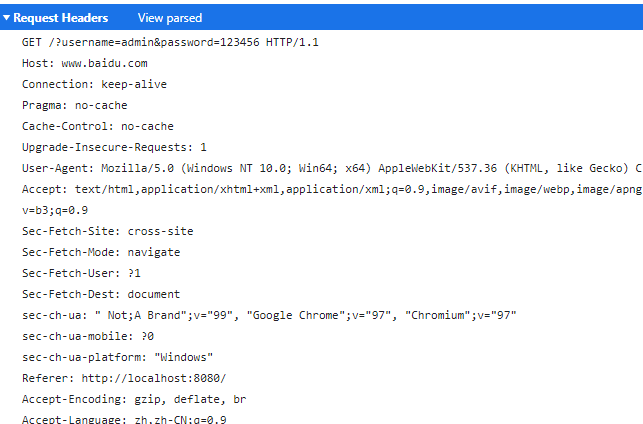 Request Headers View parsed
GET /?username=admin&password=123456 HTTP/1.1
Host: www.baidu.com
Connection: keep-alive
Pragma: no-cache
Cache-Control: no-cache
Upgrade-Insecure-Requests: 1
User-Agent: Mozilla/5.0 (Windows NT 10.0; Win64; x64) AppleWebKit/537.36 (KHTML, like Gecko) C
Accept: text/html,application/xhtml+xml,application/xml;q=0.9,image/avif,image/webp,image/apng
v=b3;q=0.9
Sec-Fetch-Site: cross-site
Sec-Fetch-Mode: navigate
Sec-Fetch-User: ?1
Sec-Fetch-Dest: document
sec-ch-ua: " Not;A Brand";v="99", "Google Chrome";v="97", "Chromium";v="97"
sec-ch-ua-mobile: ?0
sec-ch-ua-platform: "Windows"
Referer: http://localhost:8080/
Accept-Encoding: gzip, deflate, br
Accept-Language: zh,zh-CN;q=0.9